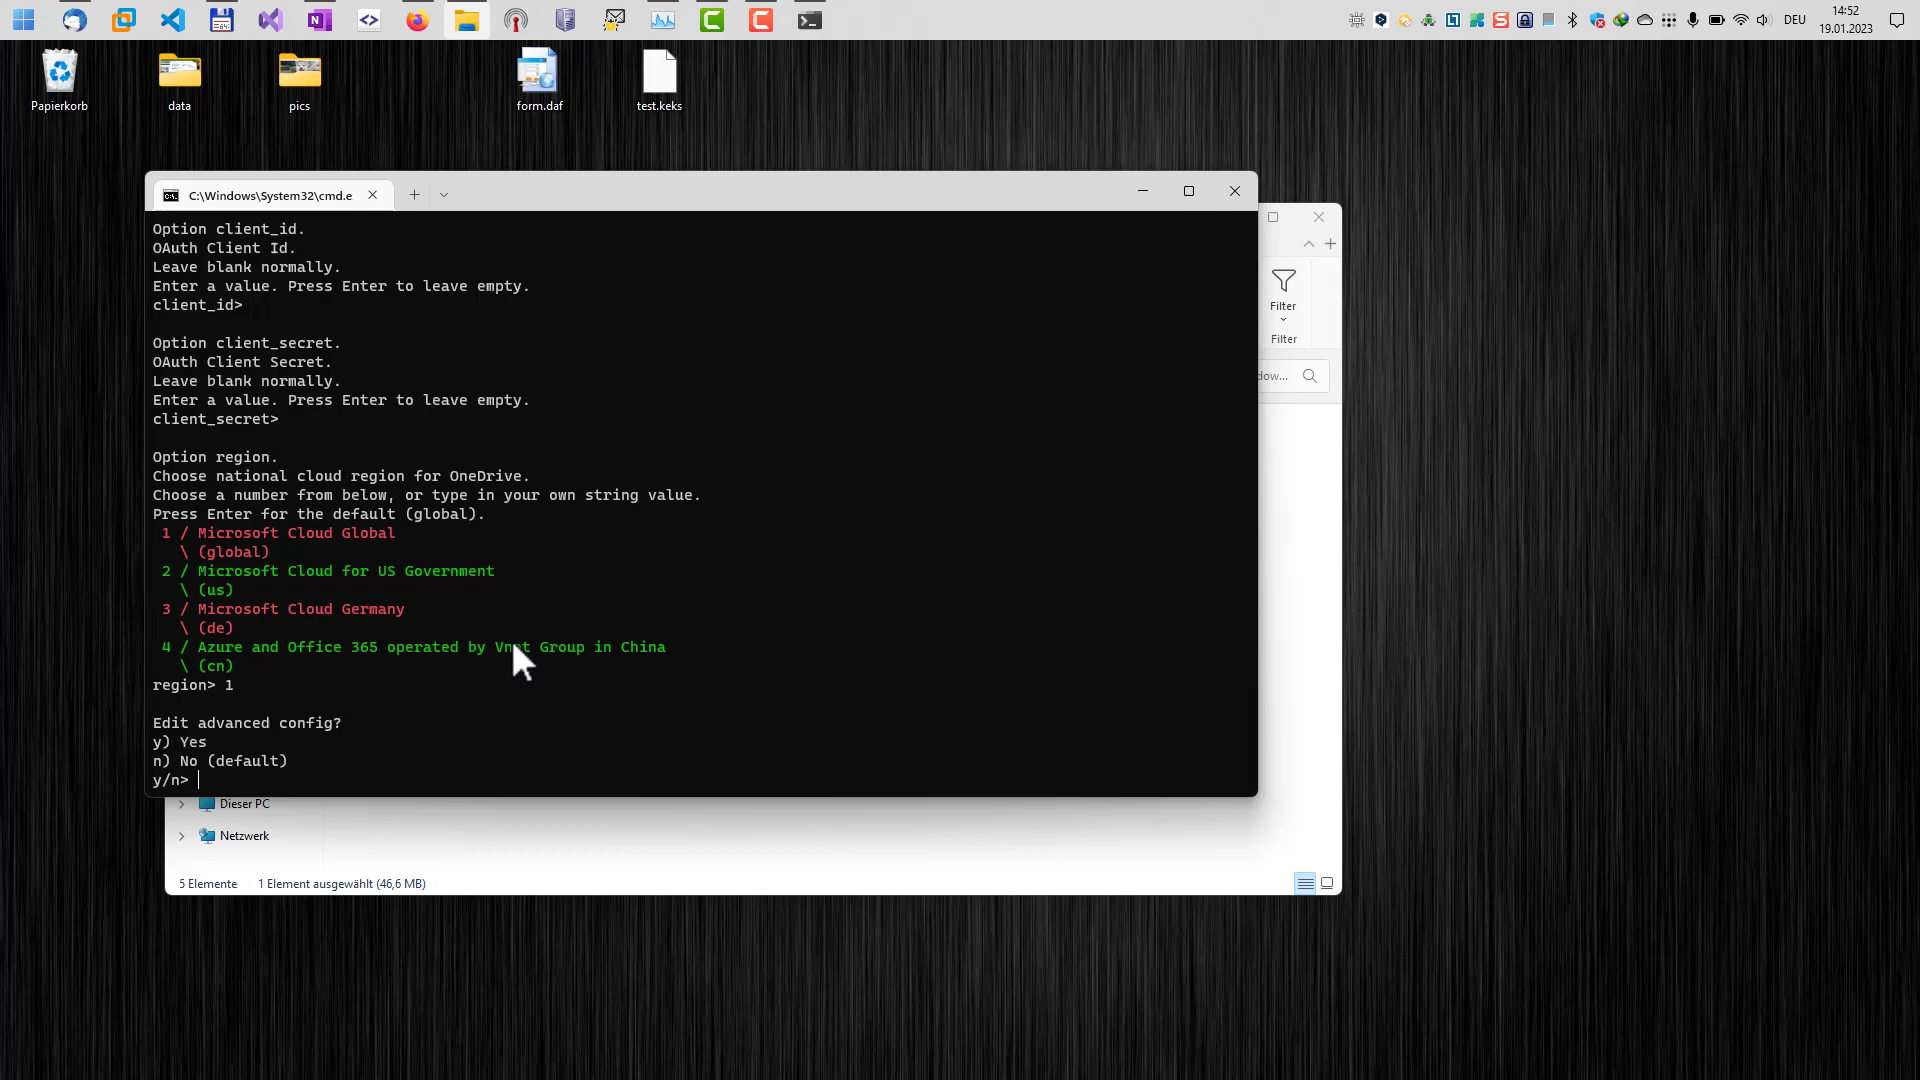 14:52
DEU
19.01.2023
Papierkorb
data
pics
form.daf
test.keks
C:\Windows\System32\cmd.e
Option client_id.
OAuth Client Id.
Leave blank normally.
Enter a value. Press Enter to leave empty.
client_id>
Option client_secret.
OAuth Client Secret.
Leave blank normally.
Enter a value. Press Enter to leave empty.
client_secret>
Option region.
Choose national cloud region for OneDrive.
Choose a number from below, or type in your own string value.
Press Enter for the default (global).
1 / Microsoft Cloud Global
\ (global)
2 / Microsoft Cloud for US Government
\ (us)
3 / Microsoft Cloud Germany
\ (de)
4 / Azure and Office 365 operated by Vnet Group in China
\ (cn)
region> 1
Edit advanced config?
y) Yes
n) No (default)
y/n>
Filter
Filter
dow...
Dieser PC
Netzwerk
5 Elemente
1 Element ausgewählt (46,6 MB)